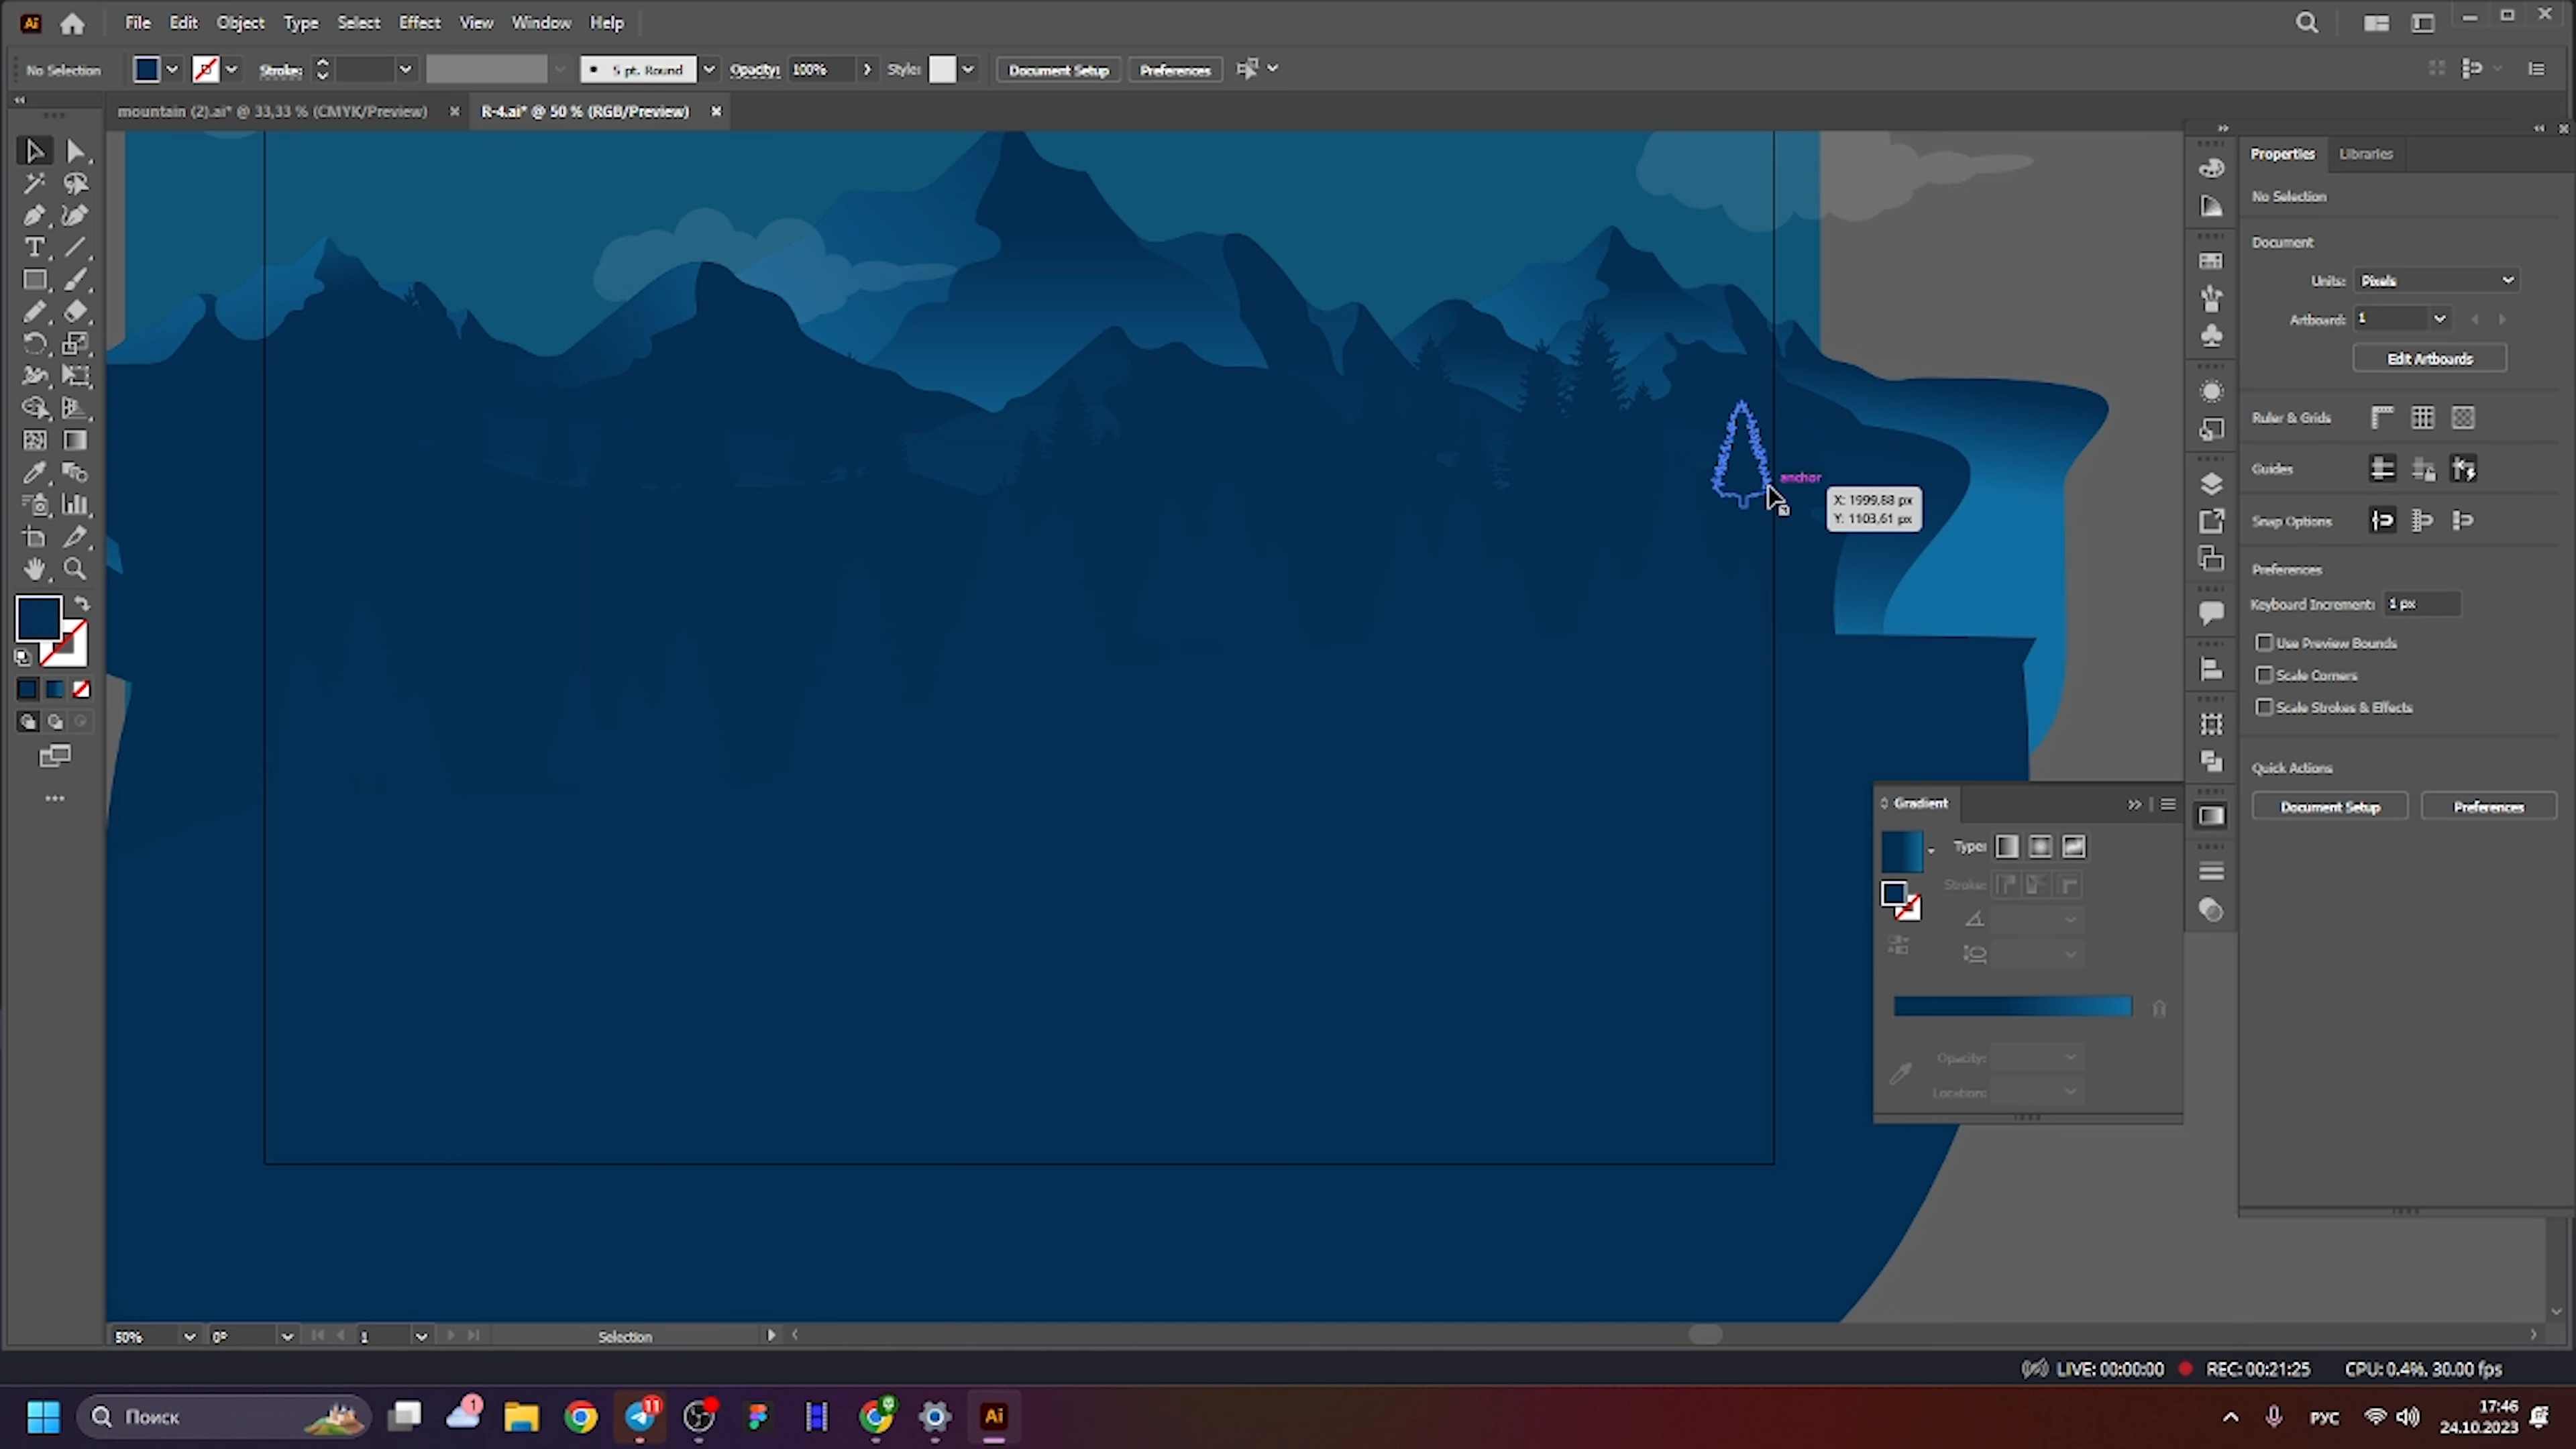 Ai File Edit Object Type Select Effect View Window Help
No Selection Stroke: 5 pt. Round Opacity: 100% Style: Document Setup Preferences
mountain (2).ai* @ 33,33 % (CMYK/Preview) × R-4.ai* @ 50 % (RGB/Preview) ×
Properties Libraries
No Selection
Document
Units: Pixels
Artboard: 1
Edit Artboards
Ruler & Grids
Guides
Snap Options
Preferences
Keyboard Increment: 1 px
Use Preview Bounds
Scale Corners
Scale Strokes & Effects
Quick Actions
Document Setup Preferences
anchor
X: 1999,88 px
Y: 1103,61 px
Gradient
Type:
Stroke:
Opacity:
Location:
50% 0° 1 Selection
LIVE: 00:00:00 REC: 00:21:25 CPU: 0.4%, 30.00 fps
Поиск 1 11 Ai РУС 17:46
24.10.2023